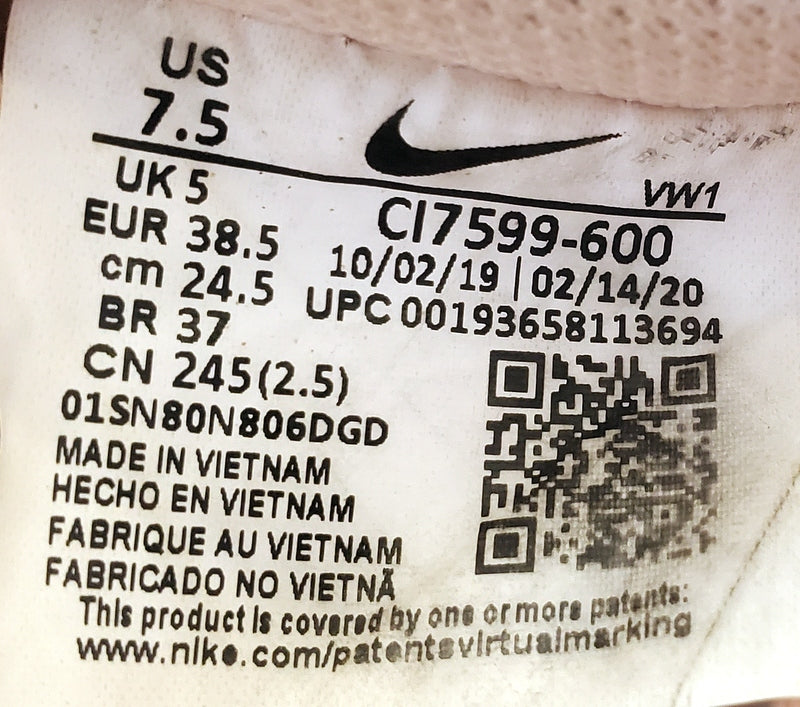 US
7.5
VW1
UK 5
EUR 38.5
cm 24.5
BR 37
CN 245(2.5)
CI7599-600
10/02/19 | 02/14/20
UPC 00193658113694
01SN80N806DGD
MADE IN VIETNAM
HECHO EN VIETNAM
FABRIQUE AU VIETNAM
FABRICADO NO VIETNÃ
This product is covered by one or more patents:
www.nike.com/patentsvirtualmarking